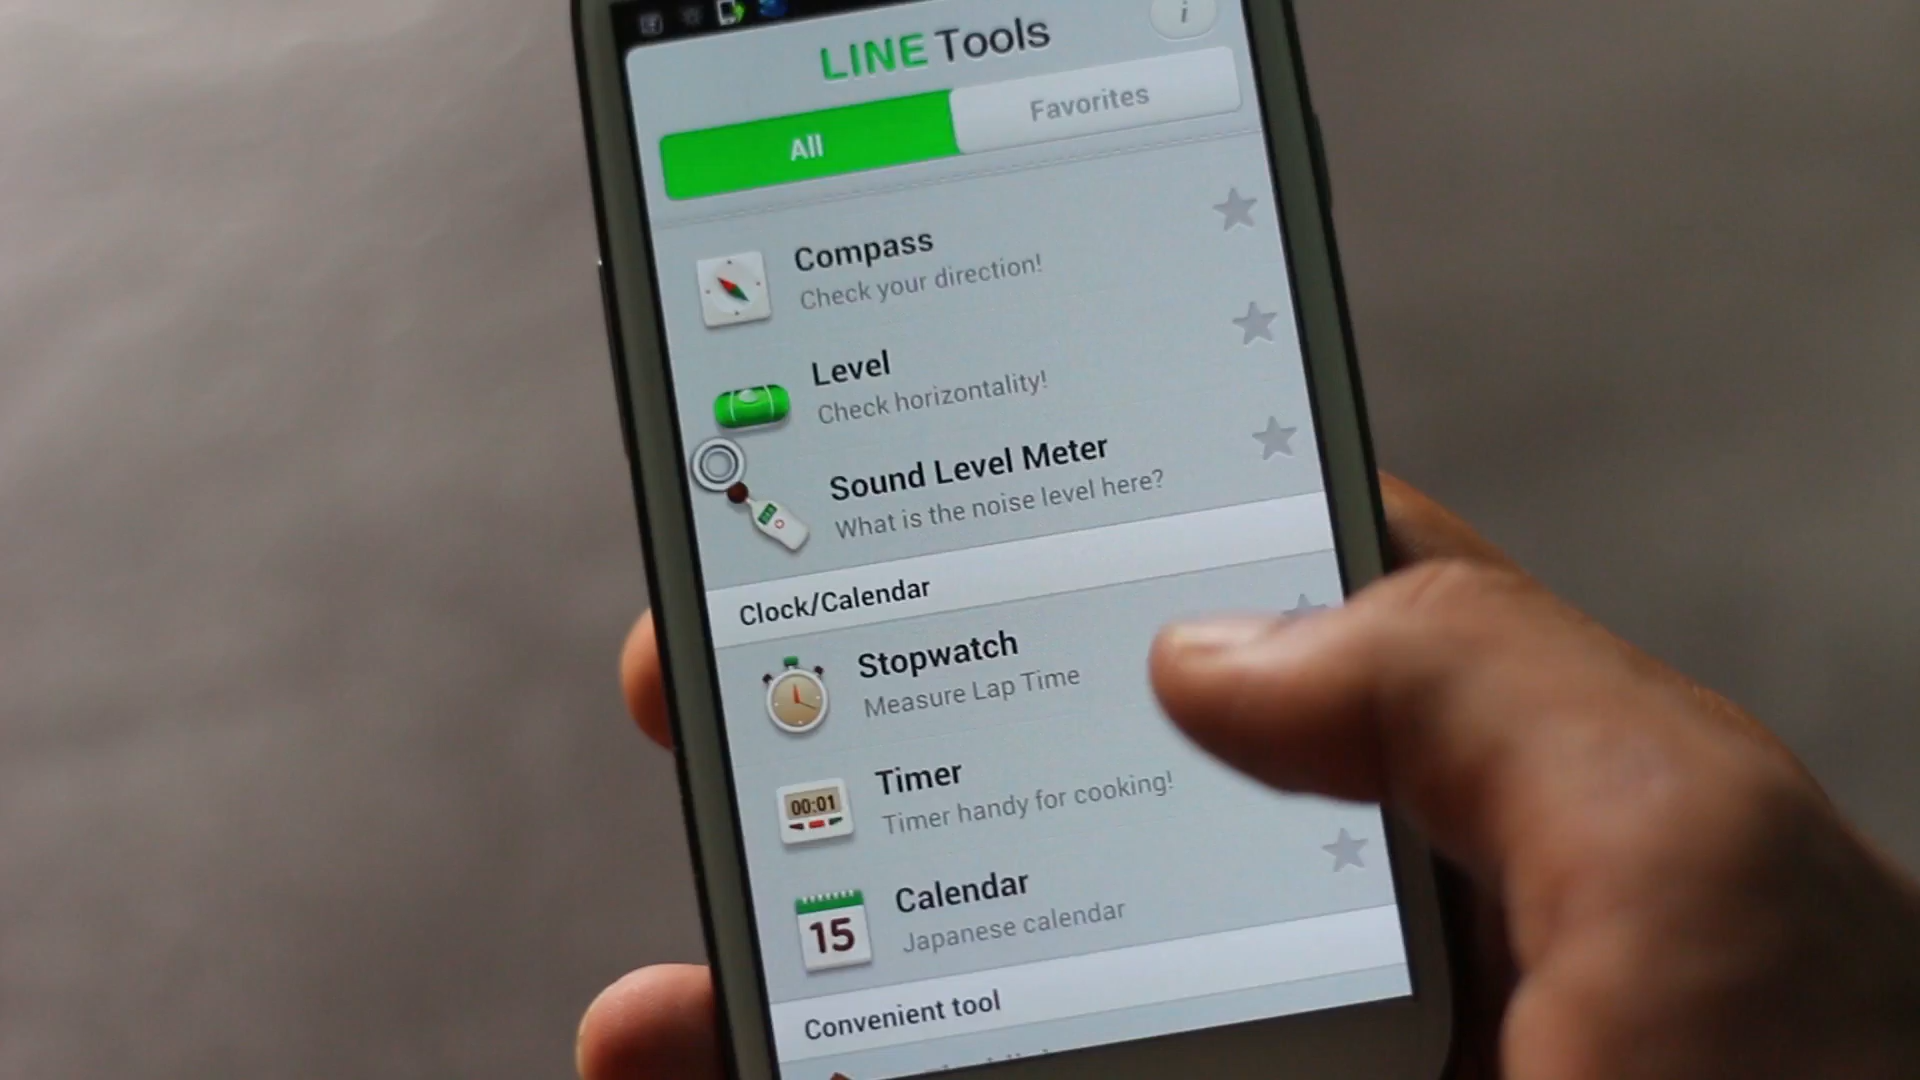 LINE Tools
i
All
Favorites
Compass
Check your direction!
Level
Check horizontality!
Sound Level Meter
What is the noise level here?
Clock/Calendar
Stopwatch
Measure Lap Time
Timer
00:01
Timer handy for cooking!
Calendar
15
Japanese calendar
Convenient tool